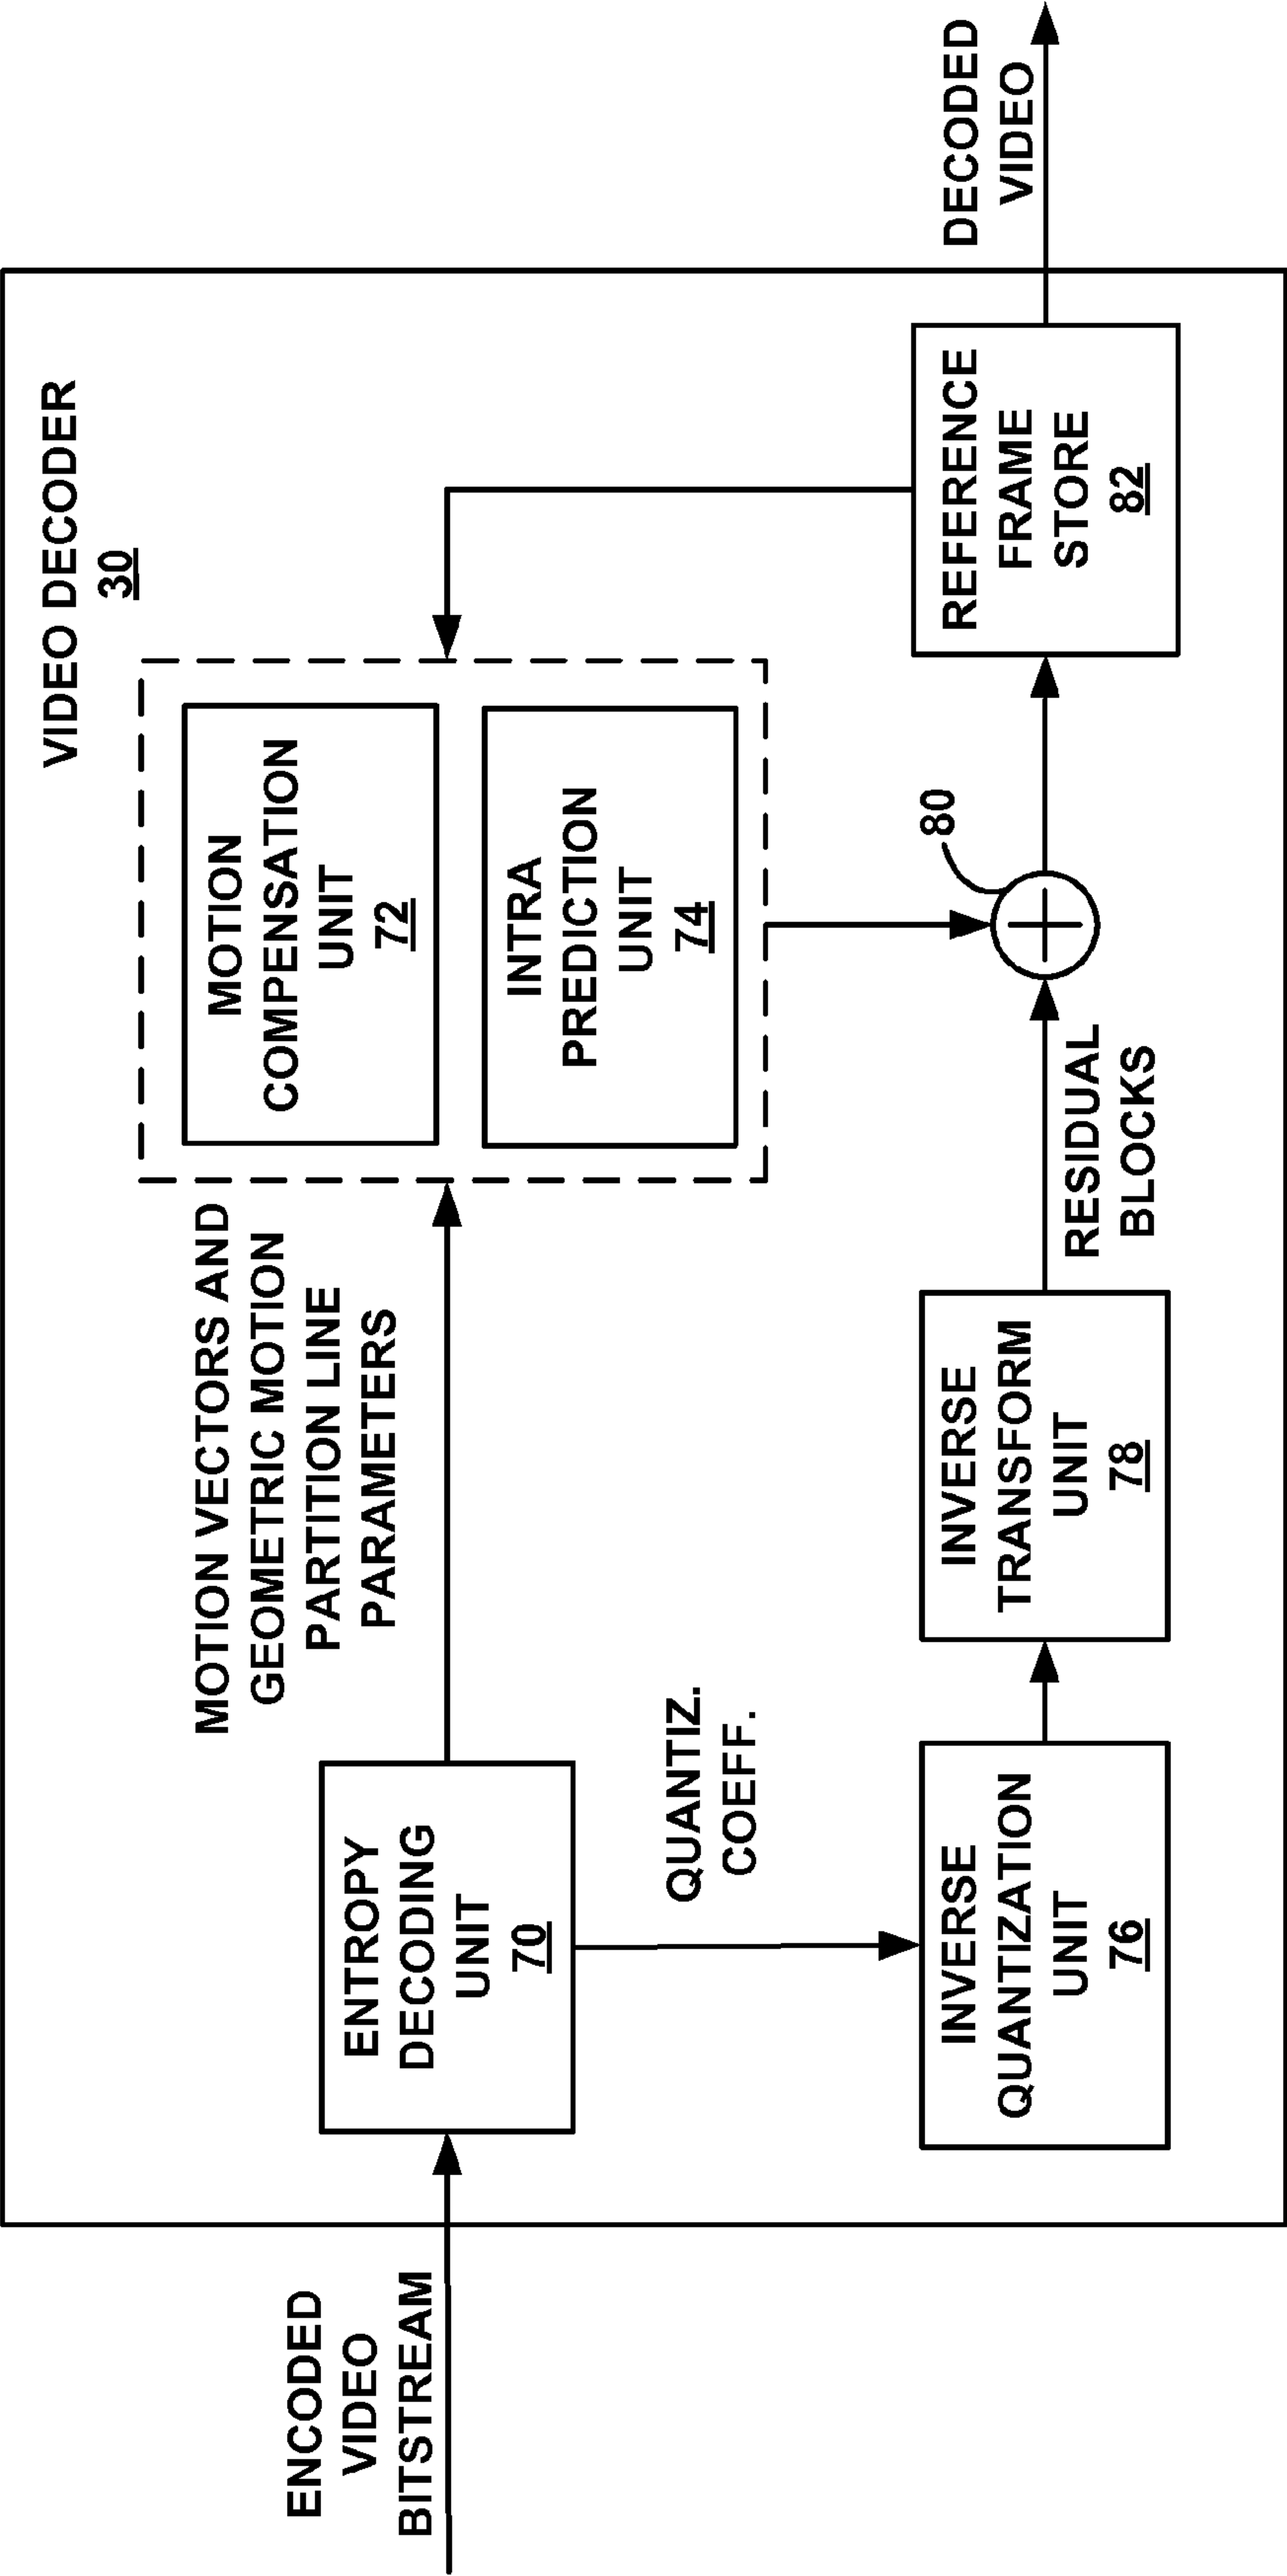 VIDEO DECODER
30
ENCODED
VIDEO
BITSTREAM
ENTROPY
DECODING
UNIT
70
MOTION VECTORS AND
GEOMETRIC MOTION
PARTITION LINE
PARAMETERS
MOTION
COMPENSATION
UNIT
72
INTRA
PREDICTION
UNIT
74
QUANTIZ.
COEFF.
INVERSE
QUANTIZATION
UNIT
76
INVERSE
TRANSFORM
UNIT
78
RESIDUAL
BLOCKS
80
REFERENCE
FRAME
STORE
82
DECODED
VIDEO